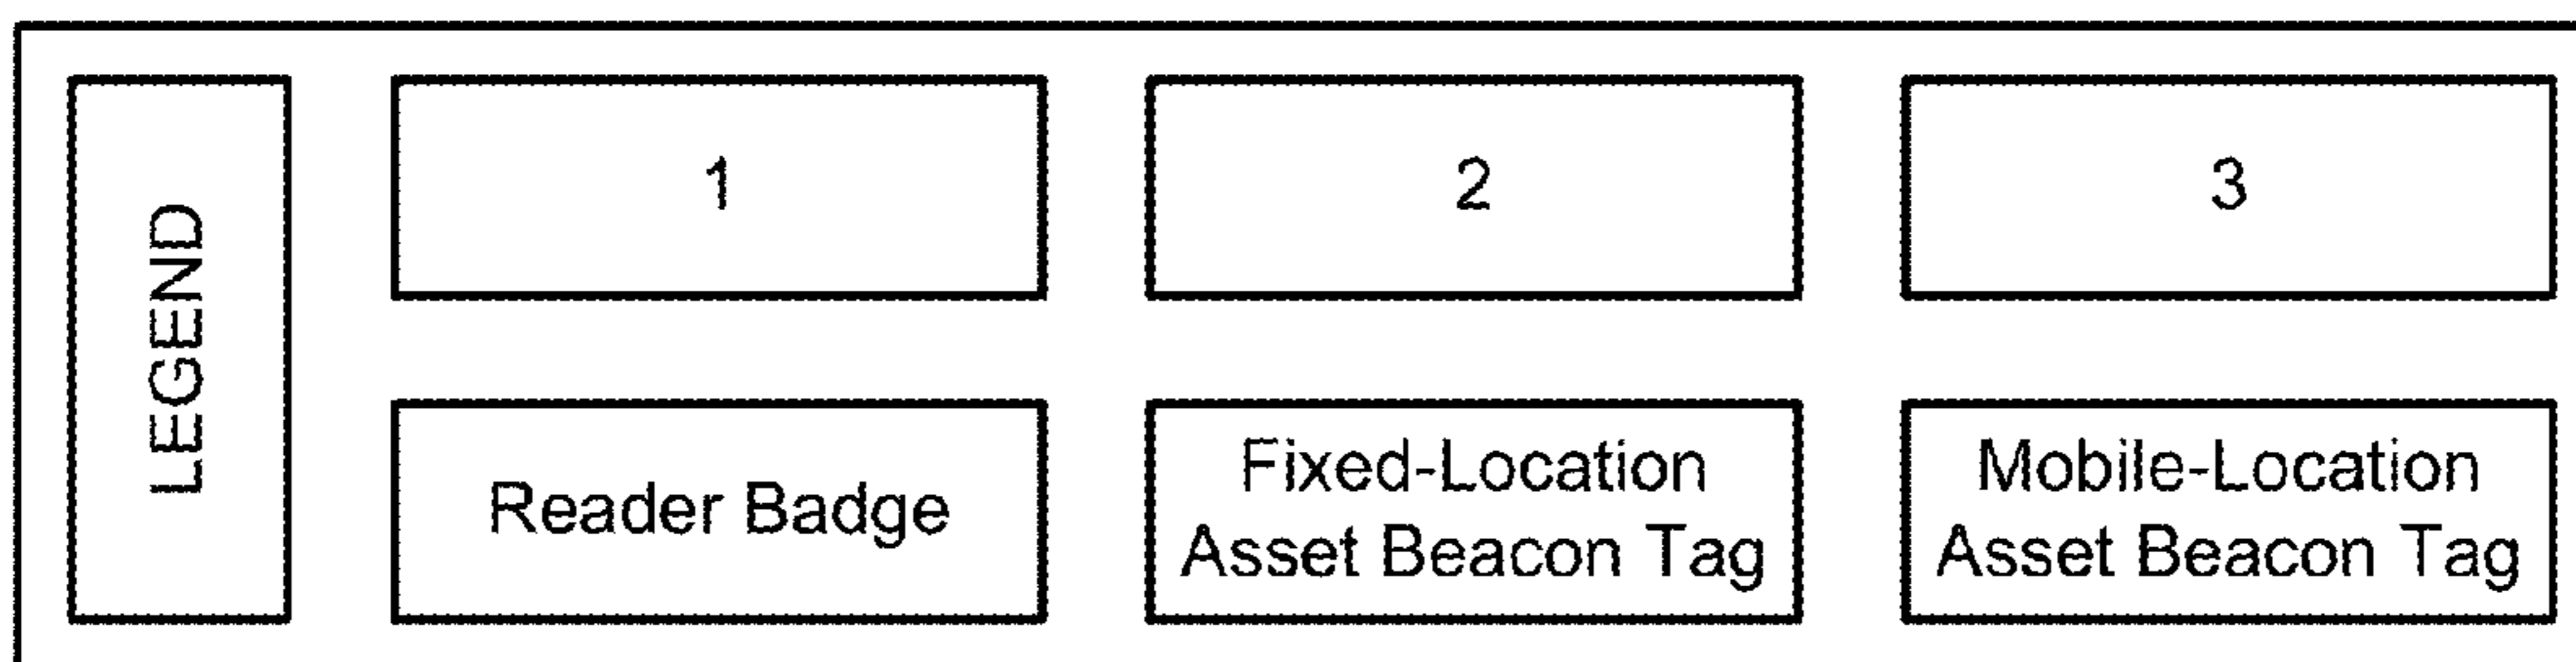 LEGEND
1
2
3
Reader Badge
Fixed-Location
Asset Beacon Tag
Mobile-Location
Asset Beacon Tag